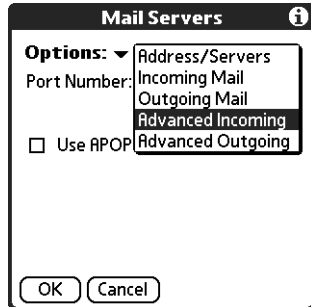 Mail Servers
Options:
Address/Servers
Port Number:
Incoming Mail
Outgoing Mail
Advanced Incoming
Use APOP
Advanced Outgoing
OK
Cancel